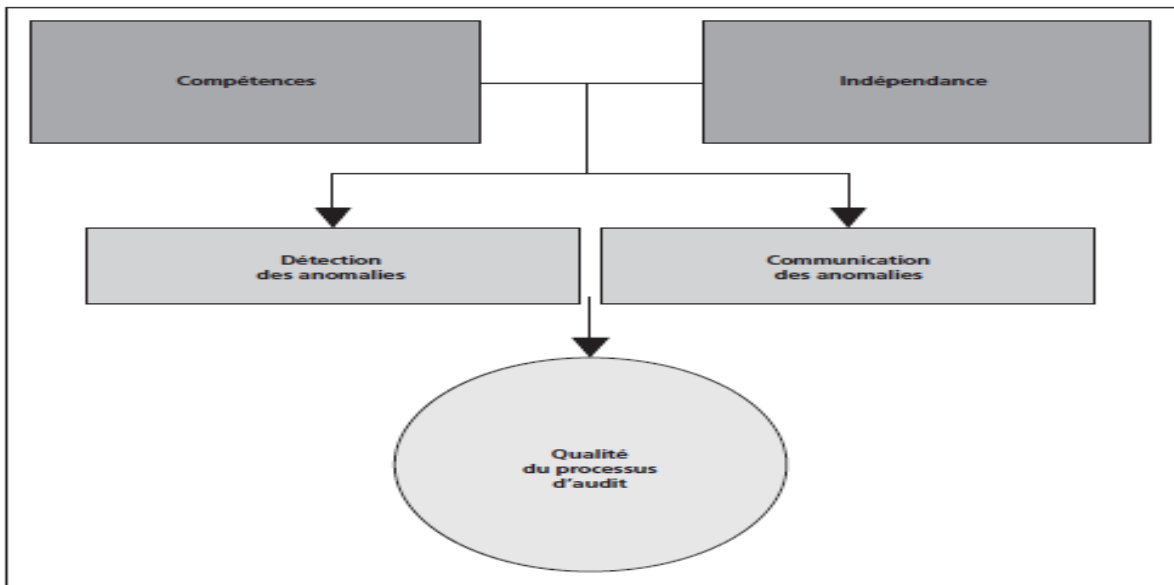 Compétences
Indépendance
Détection
des anomalies
Communication
des anomalies
Qualité
du processus
d’audit